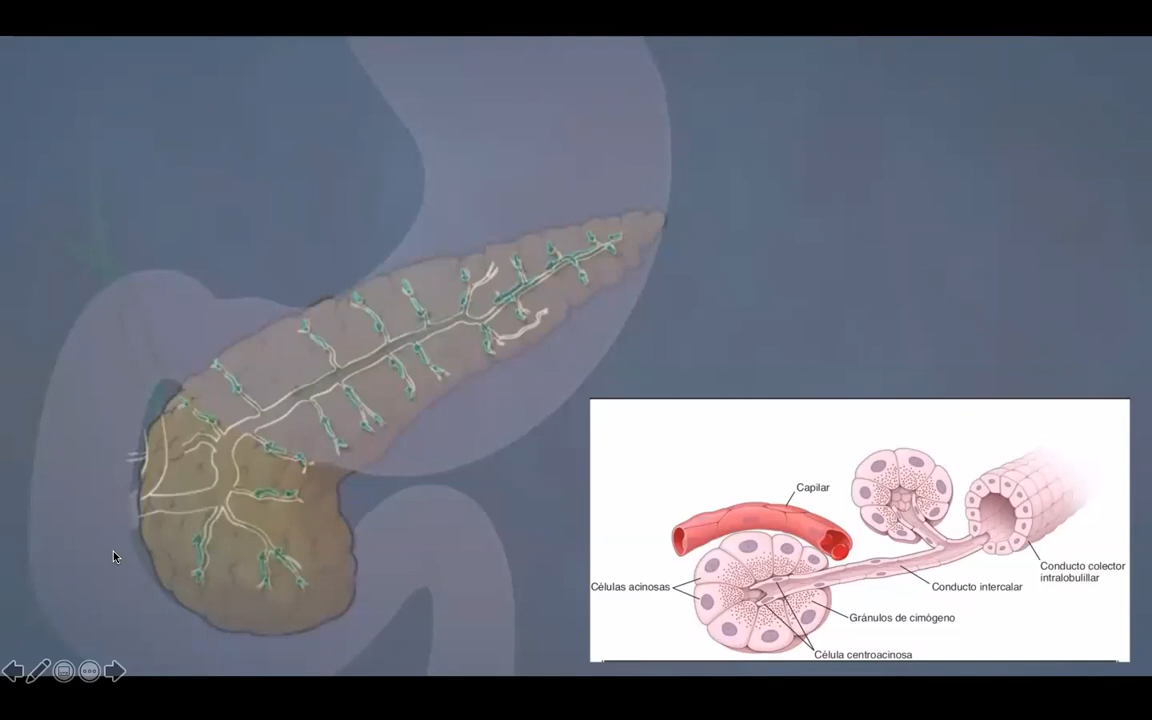 Capilar
Células acinosas
Conducto colector
intralobulillar
Conducto intercalar
Gránulos de cimógeno
Célula centroacinosa